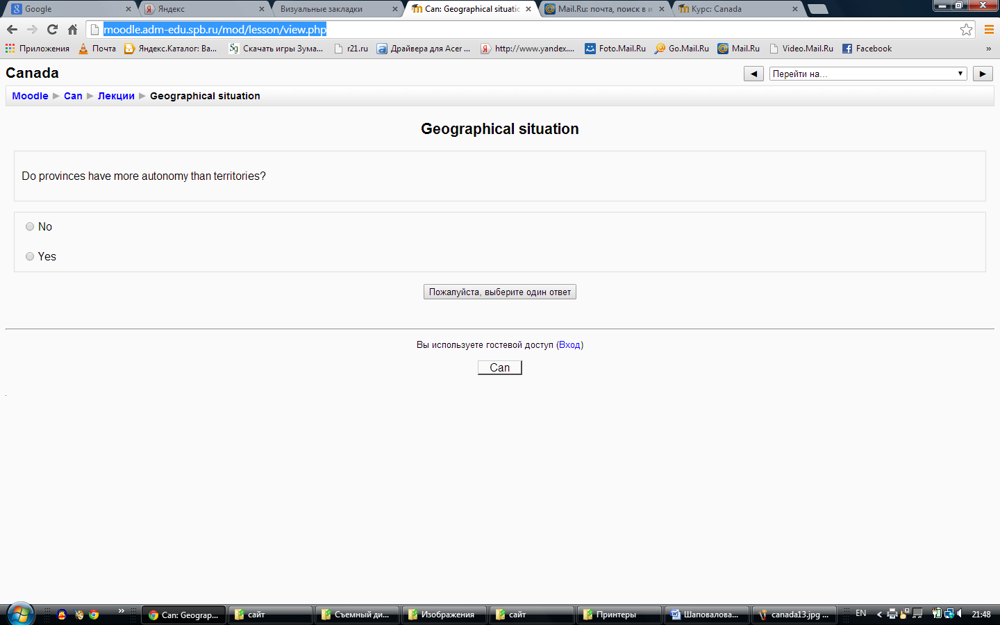 Google
Яндекс
Визуальные закладки
Can: Geographical situatic
Mail.Ru: почта, поиск в и
Курс: Canada
moodle.adm-edu.spb.ru/mod/lesson/view.php
Приложения
Почта
Яндекс.Каталог: Ва...
Скачать игры Зума...
r21.ru
Драйвера для Acer ...
http://www.yandex....
Foto.Mail.Ru
Go.Mail.Ru
Mail.Ru
Video.Mail.Ru
Facebook
»
Canada
◄ Перейти на... ▼ ►
Moodle ► Can ► Лекции ► Geographical situation
Geographical situation
Do provinces have more autonomy than territories?
No
Yes
Пожалуйста, выберите один ответ
Вы используете гостевой доступ (Вход)
Can
.
»
Can: Geograp...
сайт
Съемный ди...
Изображения
сайт
Принтеры
Шаповалова...
canada13.jpg ...
EN
21:48